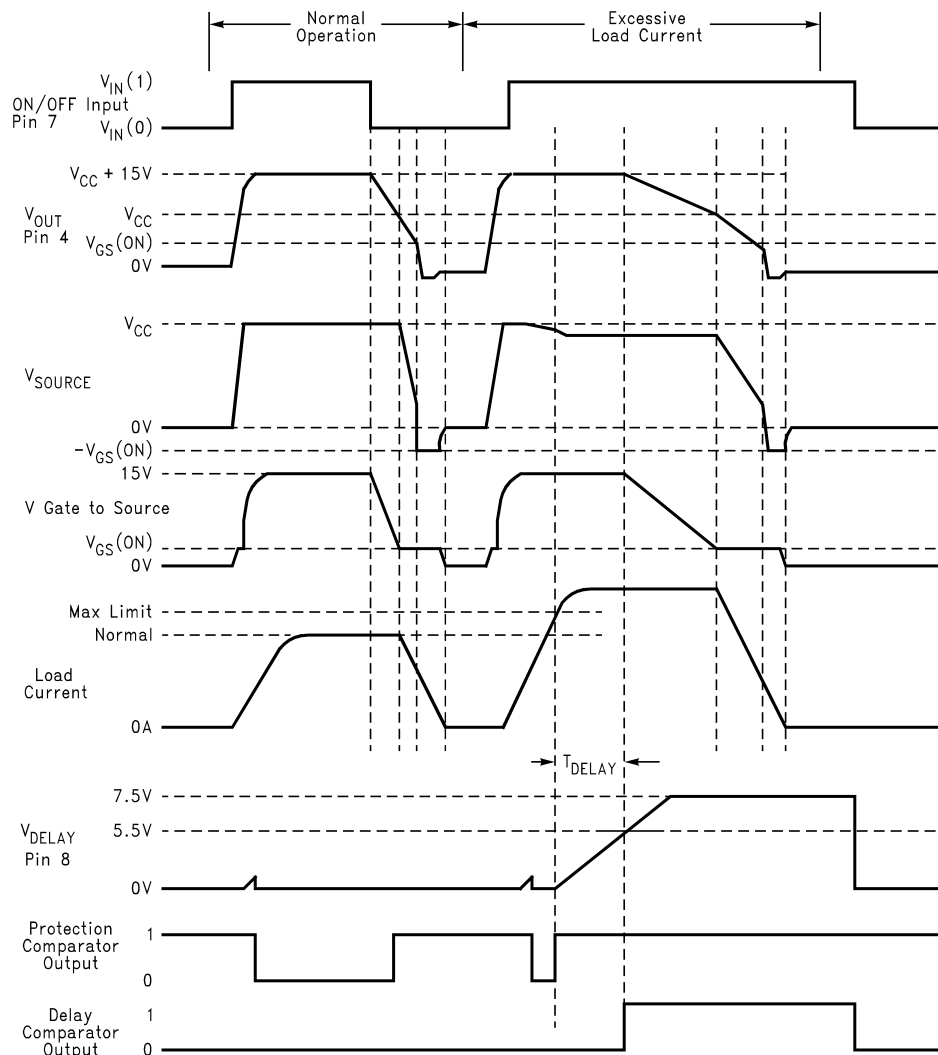 Normal
Operation
Excessive
Load Current
V_IN(1)
ON/OFF Input
Pin 7
V_IN(0)
V_CC + 15V
V_OUT
Pin 4
V_CC
V_GS(ON)
0V
V_CC
V_SOURCE
0V
-V_GS(ON)
15V
V Gate to Source
V_GS(ON)
0V
Max Limit
Normal
Load
Current
0A
T_DELAY
7.5V
V_DELAY
Pin 8
5.5V
0V
Protection
Comparator
Output
1
0
Delay
Comparator
Output
1
0